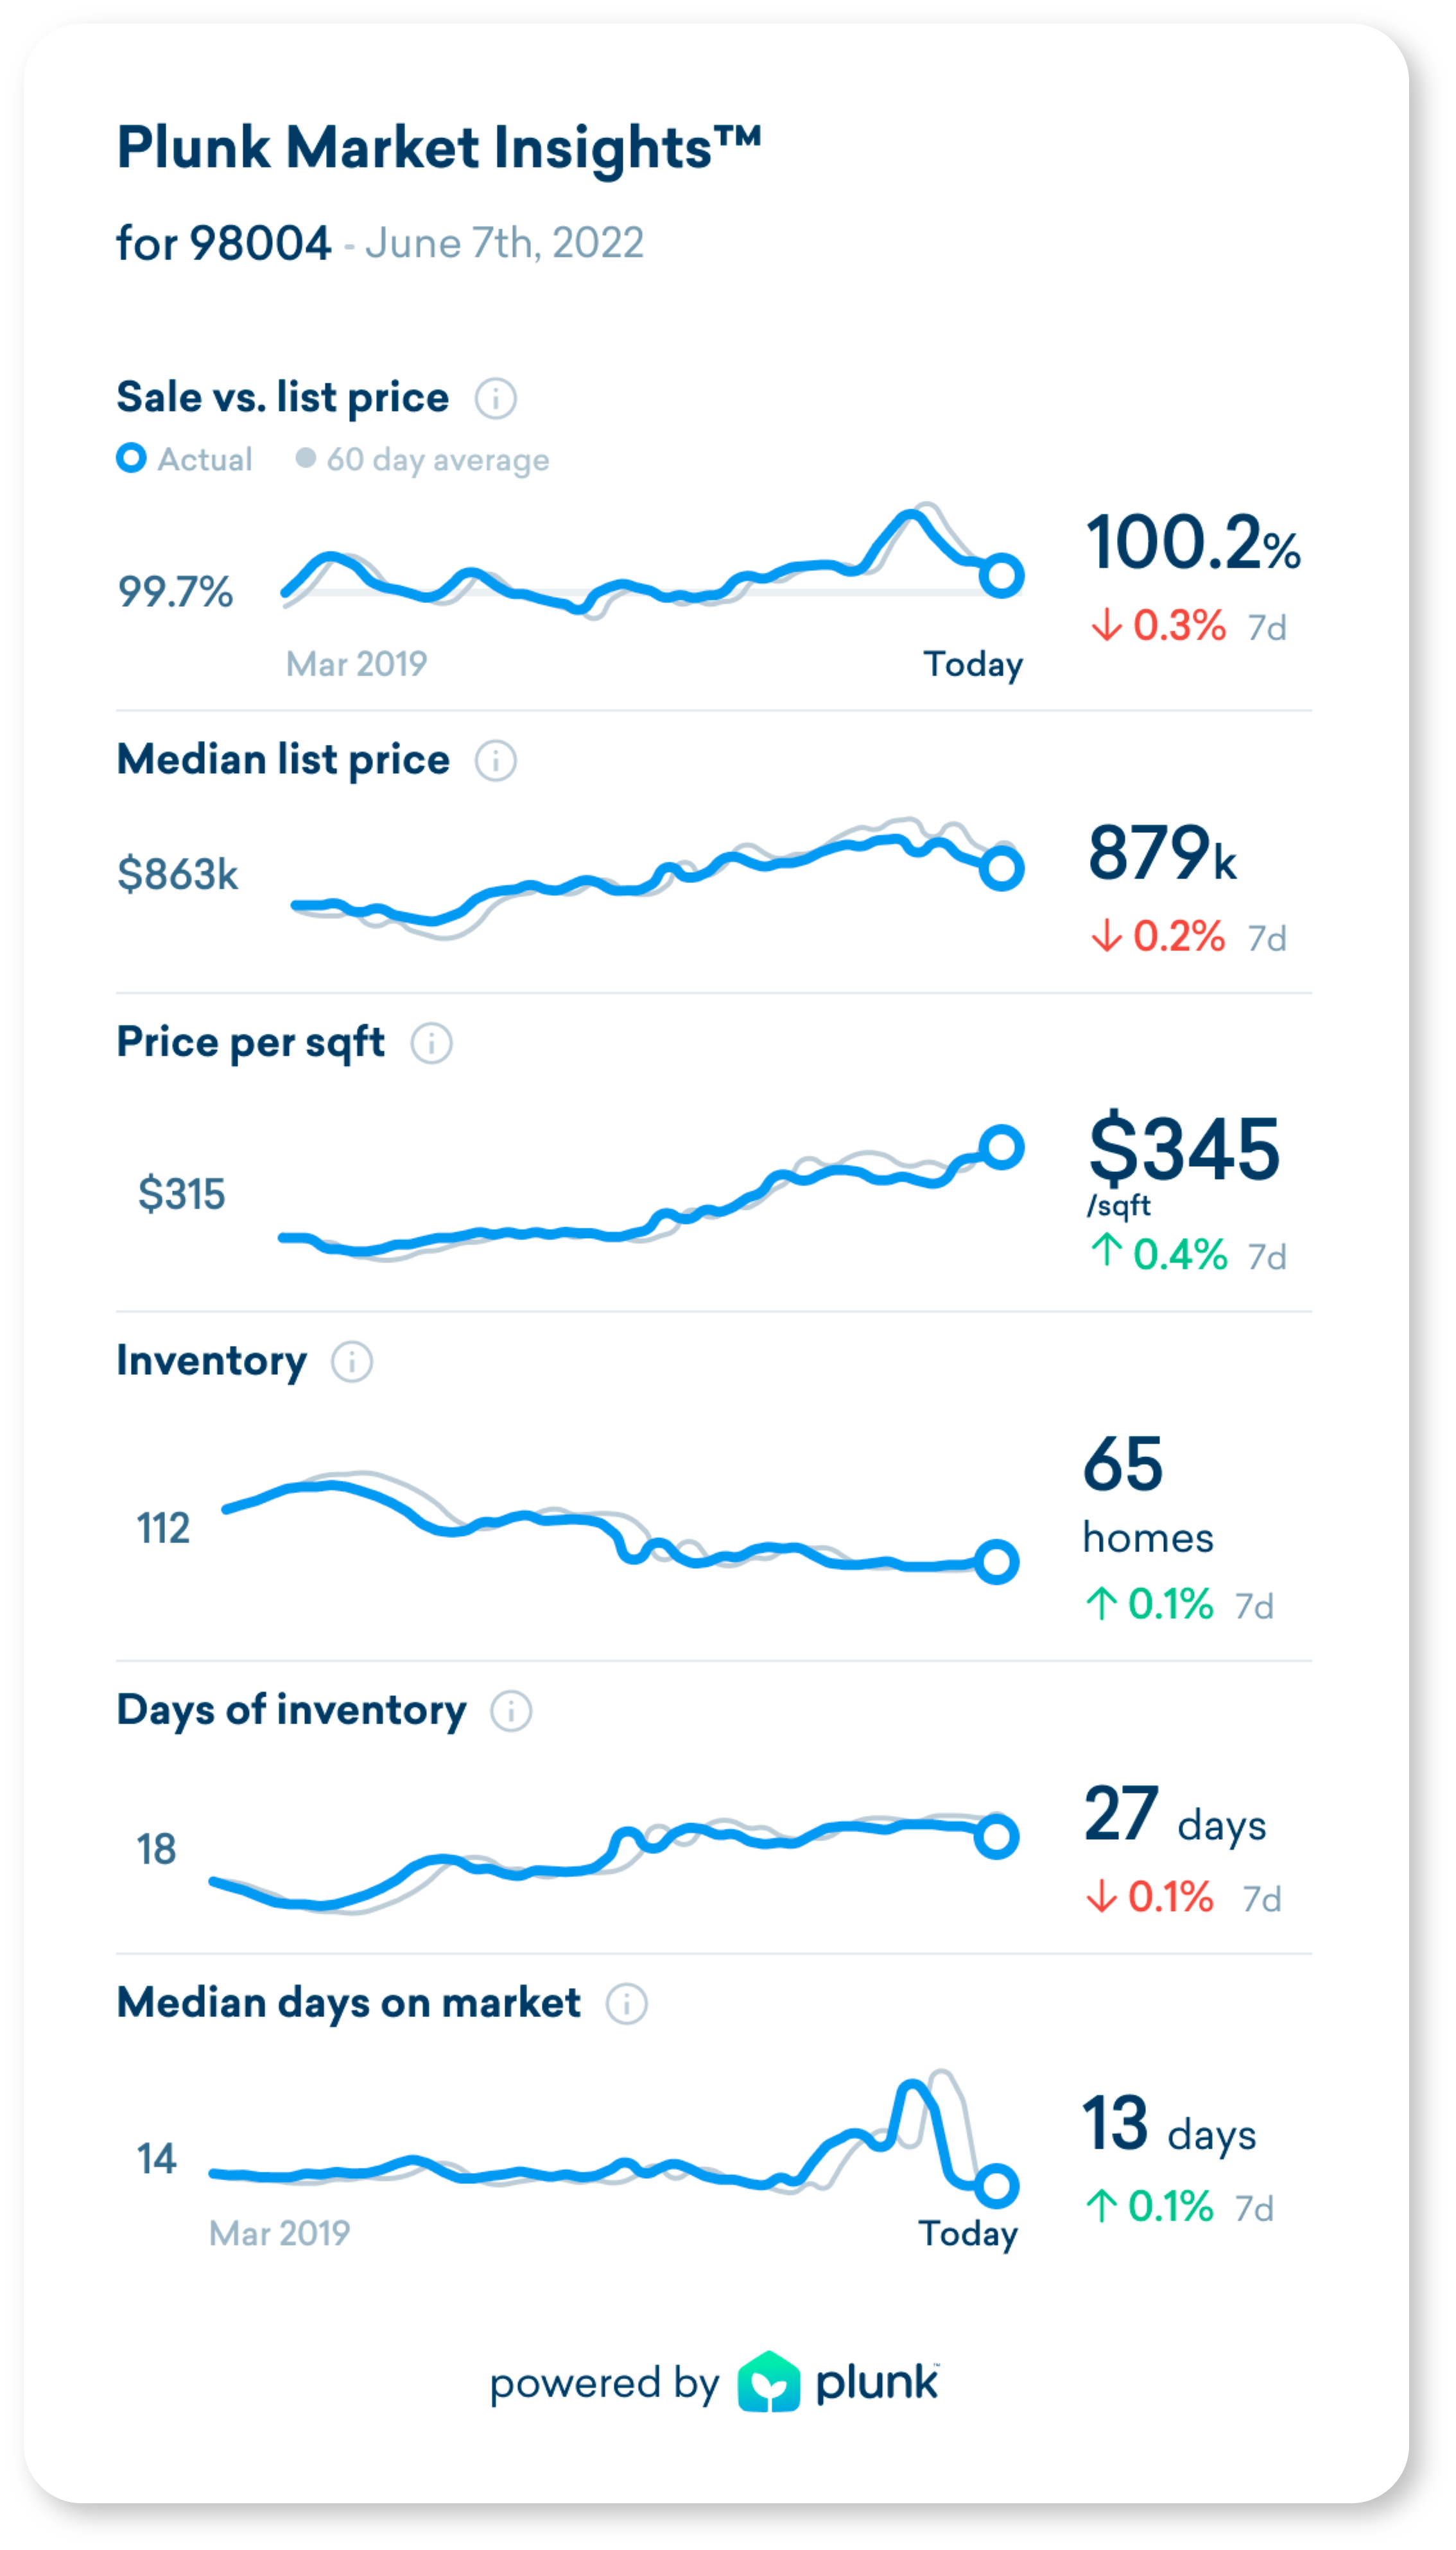 Plunk Market Insights™
for 98004 - June 7th, 2022
Sale vs. list price
Actual 60 day average
99.7%
100.2%
↓ 0.3% 7d
Mar 2019 Today
Median list price
$863k
879k
↓ 0.2% 7d
Price per sqft
$315
$345
/sqft
↑ 0.4% 7d
Inventory
112
65
homes
↑ 0.1% 7d
Days of inventory
18
27 days
↓ 0.1% 7d
Median days on market
14
13 days
↑ 0.1% 7d
Mar 2019 Today
powered by plunk™